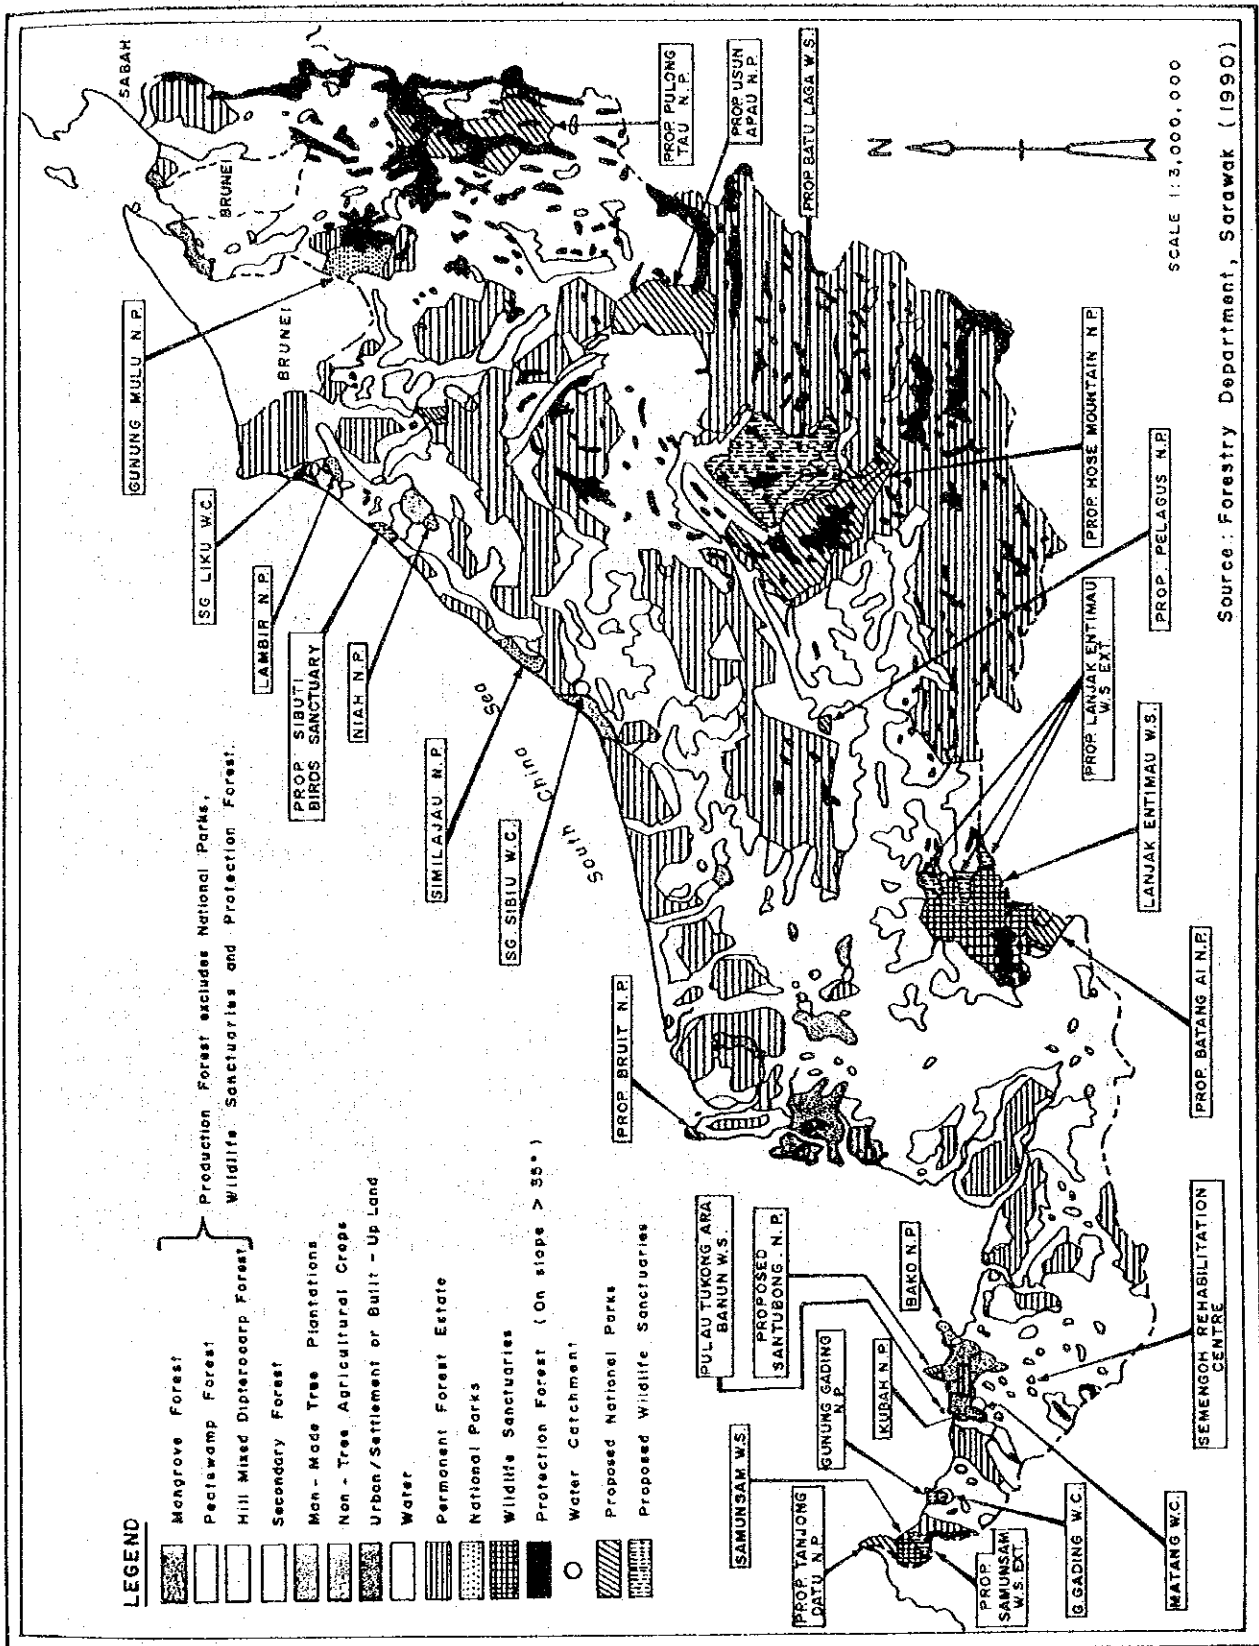 LEGEND
Mangrove Forest
Peatswamp Forest
Hill Mixed Dipterocarp Forest
Production Forest excludes National Parks,
Wildlife Sanctuaries and Protection Forest.
Secondary Forest
Man-Made Tree Plantations
Non-Tree Agricultural Crops
Urban/Settlement or Built-Up Land
Water
Permanent Forest Estate
National Parks
Wildlife Sanctuaries
Protection Forest (On slope > 35°)
Water Catchment
Proposed National Parks
Proposed Wildlife Sanctuaries
GUNUNG MULU N.P.
SG LIKU W.C.
LAMBIR N.P.
PROP. SIBUTI
BIRDS SANCTUARY
NIAH N.P.
SIMILAJAU N.P.
SG. SIBIU W.C.
South China Sea
PROP. BRUIT N.P.
PULAU TUKONG ARA
BANUN W.S.
PROPOSED
SANTUBONG. N.P.
BAKO N.P.
GUNUNG GADING
N.P.
KUBAH N.P.
SAMUNSAM W.S.
PROP. TANJONG
DATU N.P.
PROP.
SAMUNSAM
W.S. EXT.
G.GADING W.C.
MATANG W.C.
SEMENGOH REHABILITATION
CENTRE
PROP. BATANG AI N.P.
LANJAK ENTIMAU W.S.
PROP. LANJAK ENTIMAU
W.S. EXT.
PROP. PELAGUS N.P.
PROP. HOSE MOUNTAIN N.P.
PROP. BATU LAGA W.S.
PROP. USUN
APAU N.P.
PROP. PULONG
TAU N.P.
SABAH
BRUNEI
BRUNEI
N
SCALE 1:3,000,000
Source: Forestry Department, Sarawak (1990)